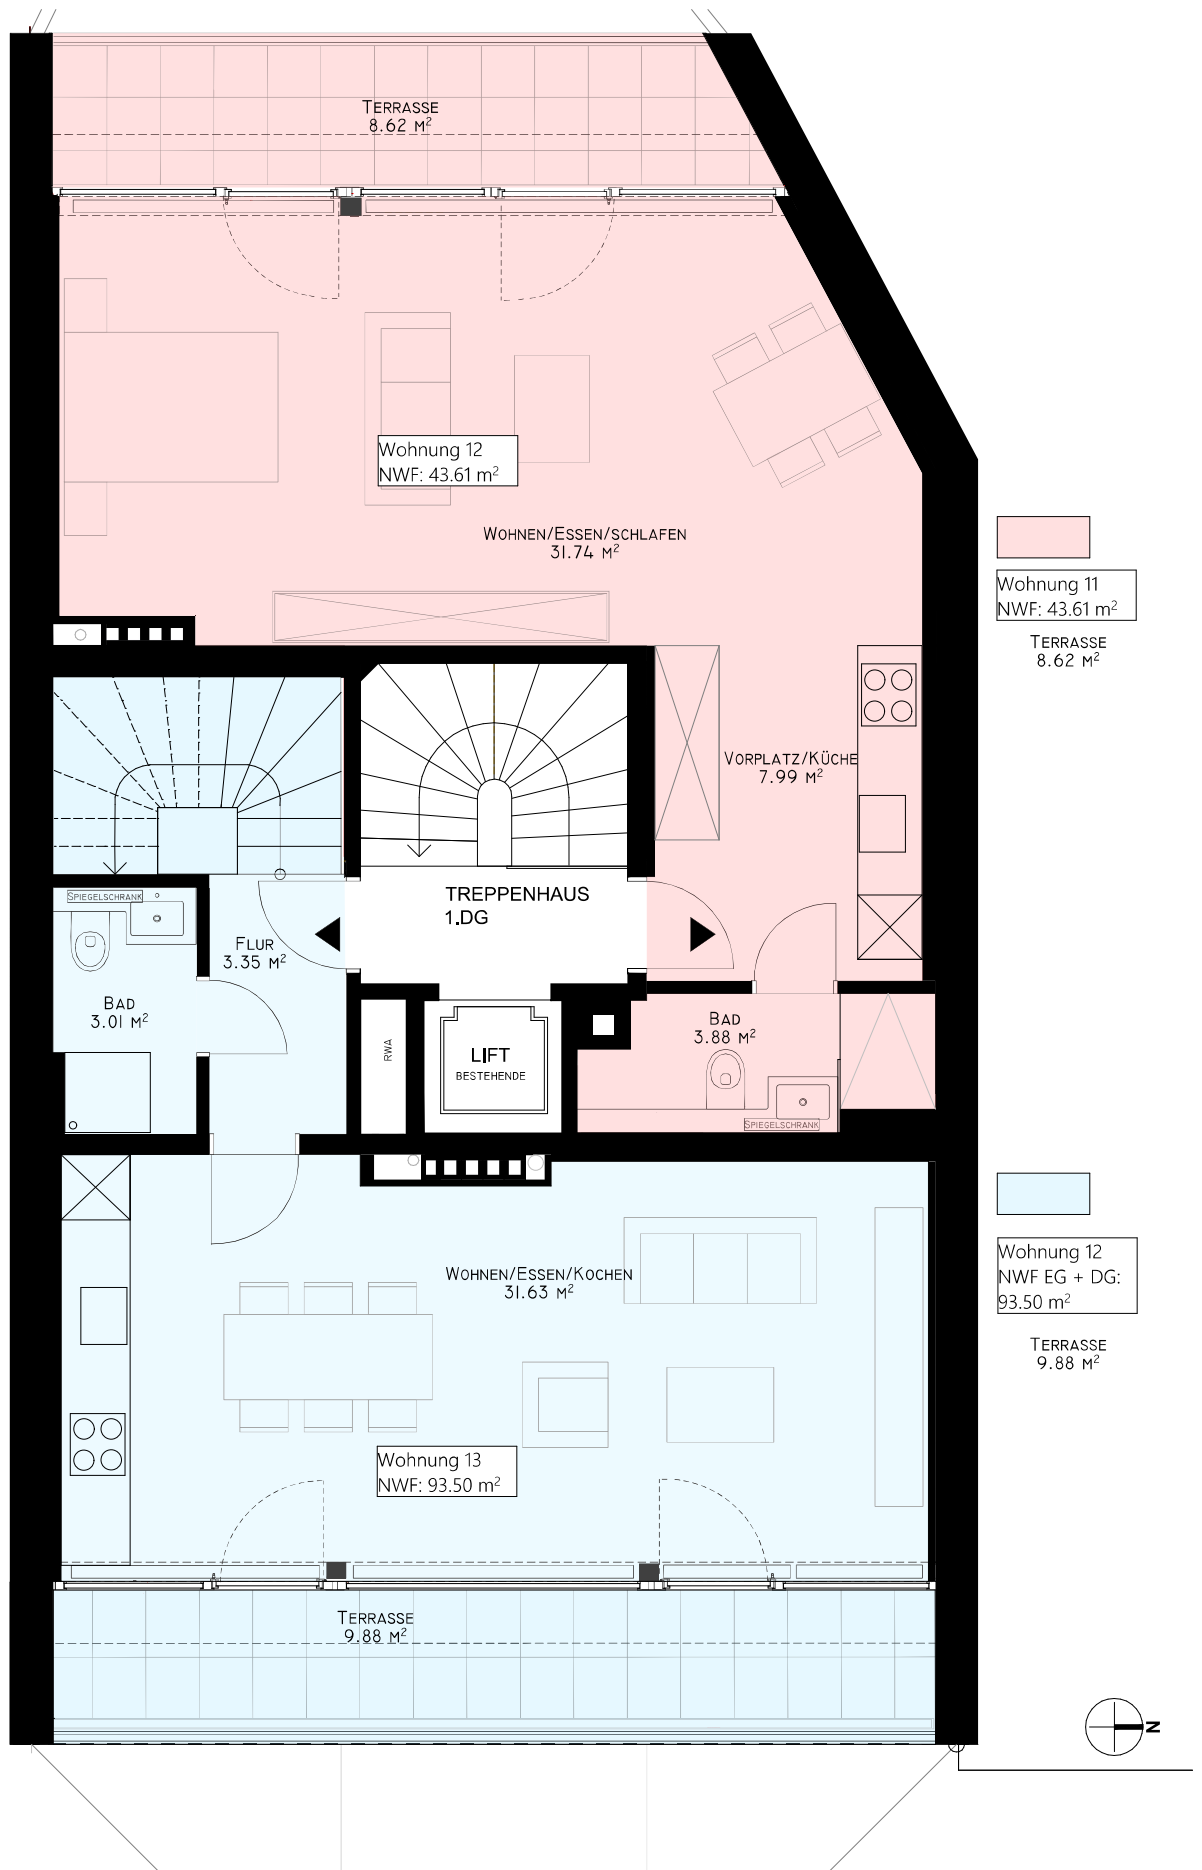 TERRASSE
8.62 M²
Wohnung 12
NWF: 43.61 m²
WOHNEN/ESSEN/SCHLAFEN
31.74 M²
Wohnung 11
NWF: 43.61 m²
TERRASSE
8.62 M²
VORPLATZ/KÜCHE
7.99 M²
TREPPENHAUS
1.DG
SPIEGELSCHRANK
FLUR
3.35 M²
BAD
3.01 M²
RWA
LIFT
BESTEHENDE
BAD
3.88 M²
SPIEGELSCHRANK
WOHNEN/ESSEN/KOCHEN
31.63 M²
Wohnung 12
NWF EG + DG:
93.50 m²
TERRASSE
9.88 M²
Wohnung 13
NWF: 93.50 m²
TERRASSE
9.88 M²
N